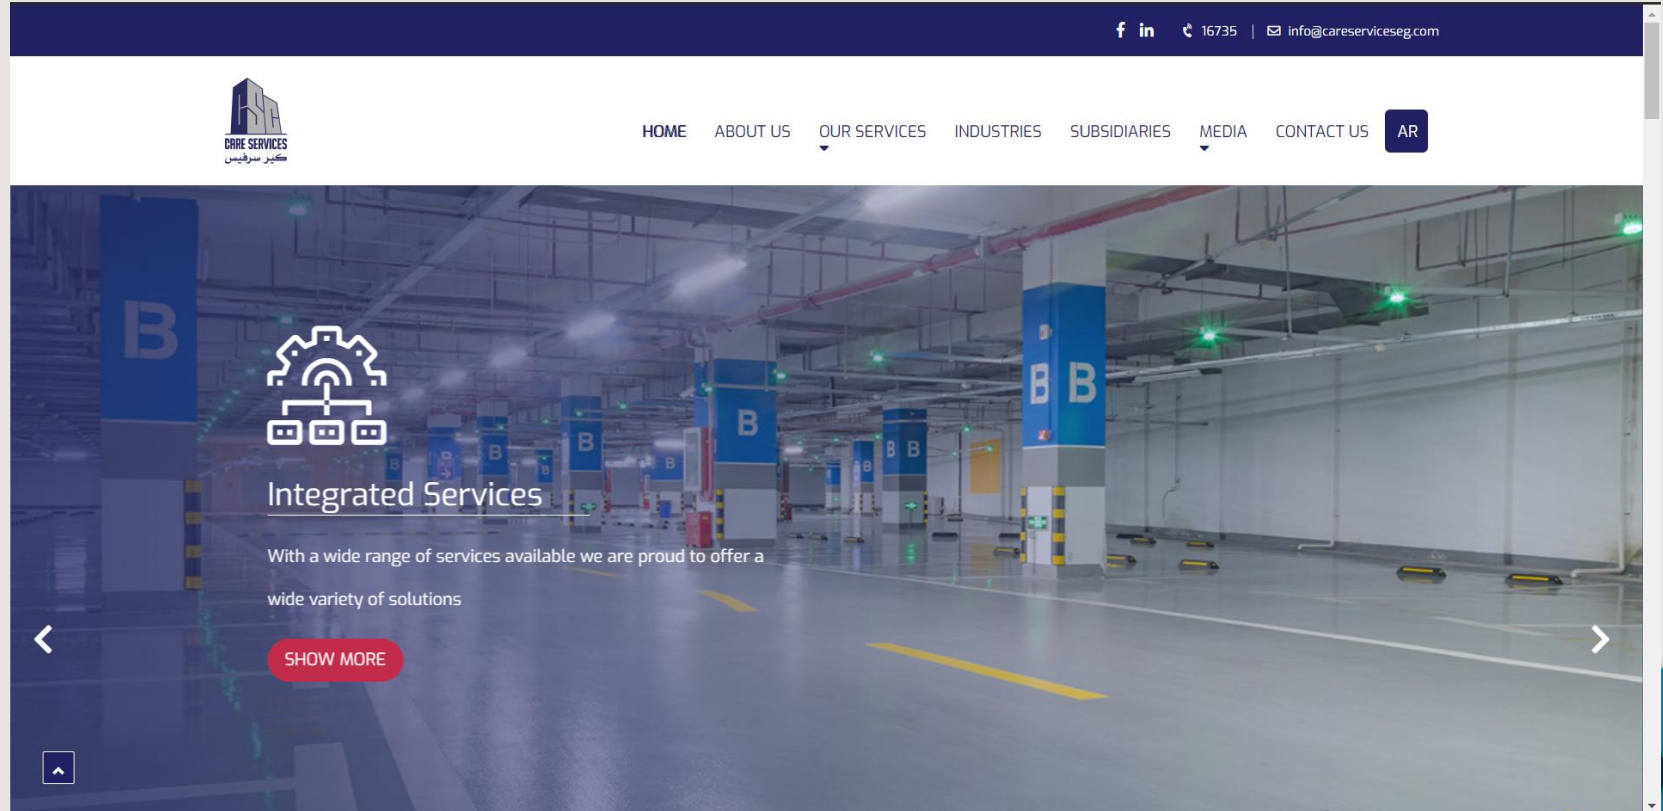 16735 | info@careserviceseg.com
CSC
CARE SERVICES
كير سرفيس
HOME ABOUT US OUR SERVICES INDUSTRIES SUBSIDIARIES MEDIA CONTACT US AR
B
B B
B
B
B
B
B
B
B
B
B
B B
Integrated Services
With a wide range of services available we are proud to offer a
wide variety of solutions
SHOW MORE